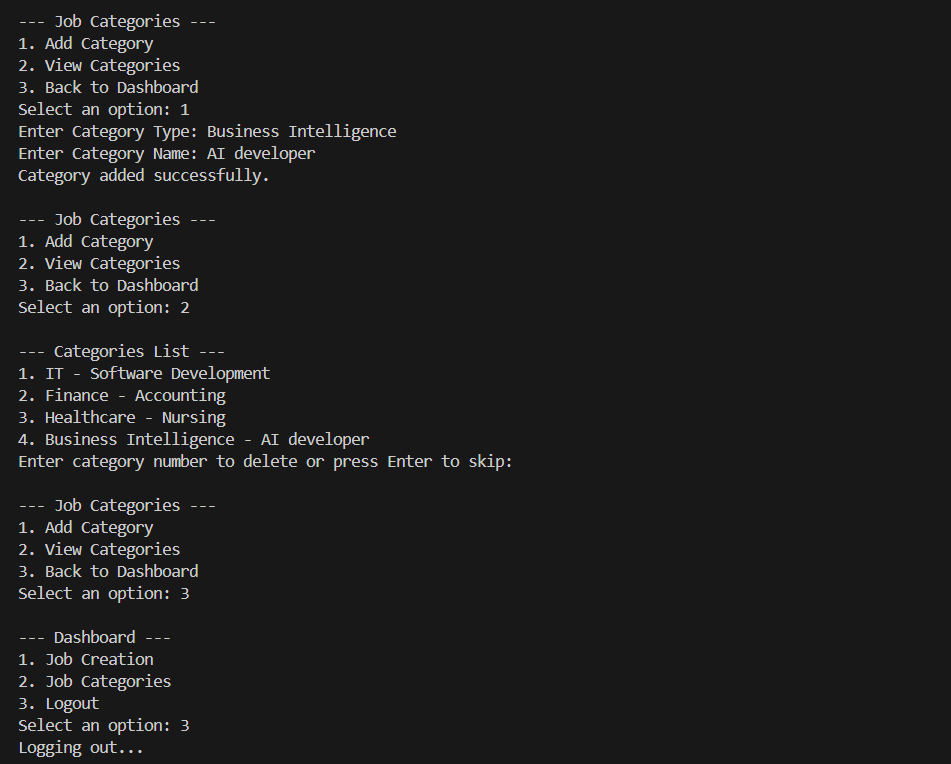 --- Job Categories ---
1. Add Category
2. View Categories
3. Back to Dashboard
Select an option: 1
Enter Category Type: Business Intelligence
Enter Category Name: AI developer
Category added successfully.
--- Job Categories ---
1. Add Category
2. View Categories
3. Back to Dashboard
Select an option: 2
--- Categories List ---
1. IT - Software Development
2. Finance - Accounting
3. Healthcare - Nursing
4. Business Intelligence - AI developer
Enter category number to delete or press Enter to skip:
--- Job Categories ---
1. Add Category
2. View Categories
3. Back to Dashboard
Select an option: 3
--- Dashboard ---
1. Job Creation
2. Job Categories
3. Logout
Select an option: 3
Logging out...